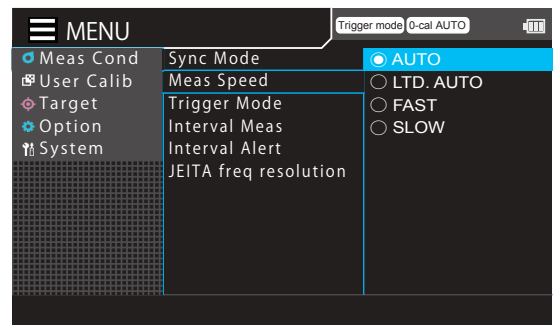 MENU
Trigger mode 0-cal AUTO
Meas Cond
User Calib
Target
Option
System
Sync Mode
Meas Speed
Trigger Mode
Interval Meas
Interval Alert
JEITA freq resolution
AUTO
LTD. AUTO
FAST
SLOW